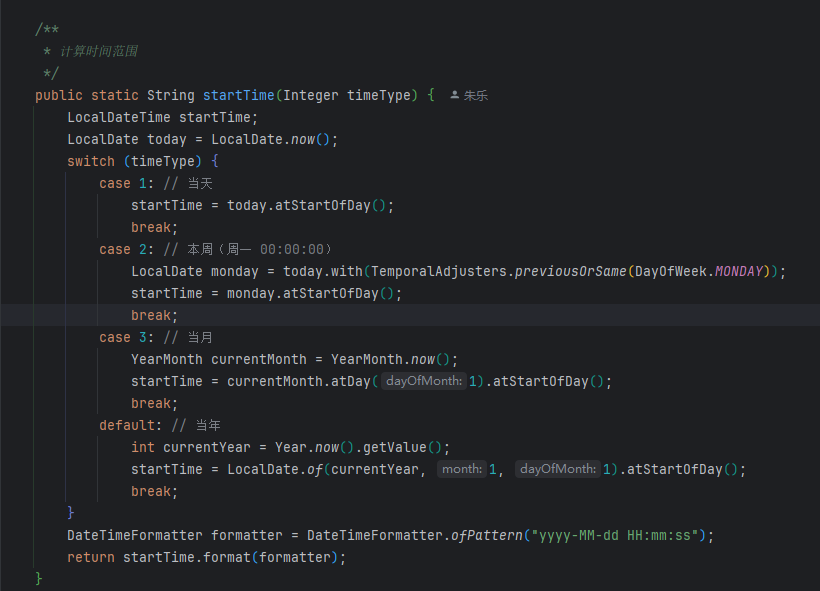 /**
 * 计算时间范围
 */
public static String startTime(Integer timeType) { 朱乐
    LocalDateTime startTime;
    LocalDate today = LocalDate.now();
    switch (timeType) {
        case 1: // 当天
            startTime = today.atStartOfDay();
            break;
        case 2: // 本周（周一 00:00:00）
            LocalDate monday = today.with(TemporalAdjusters.previousOrSame(DayOfWeek.MONDAY));
            startTime = monday.atStartOfDay();
            break;
        case 3: // 当月
            YearMonth currentMonth = YearMonth.now();
            startTime = currentMonth.atDay( dayOfMonth: 1).atStartOfDay();
            break;
        default: // 当年
            int currentYear = Year.now().getValue();
            startTime = LocalDate.of(currentYear, month: 1, dayOfMonth: 1).atStartOfDay();
            break;
    }
    DateTimeFormatter formatter = DateTimeFormatter.ofPattern("yyyy-MM-dd HH:mm:ss");
    return startTime.format(formatter);
}